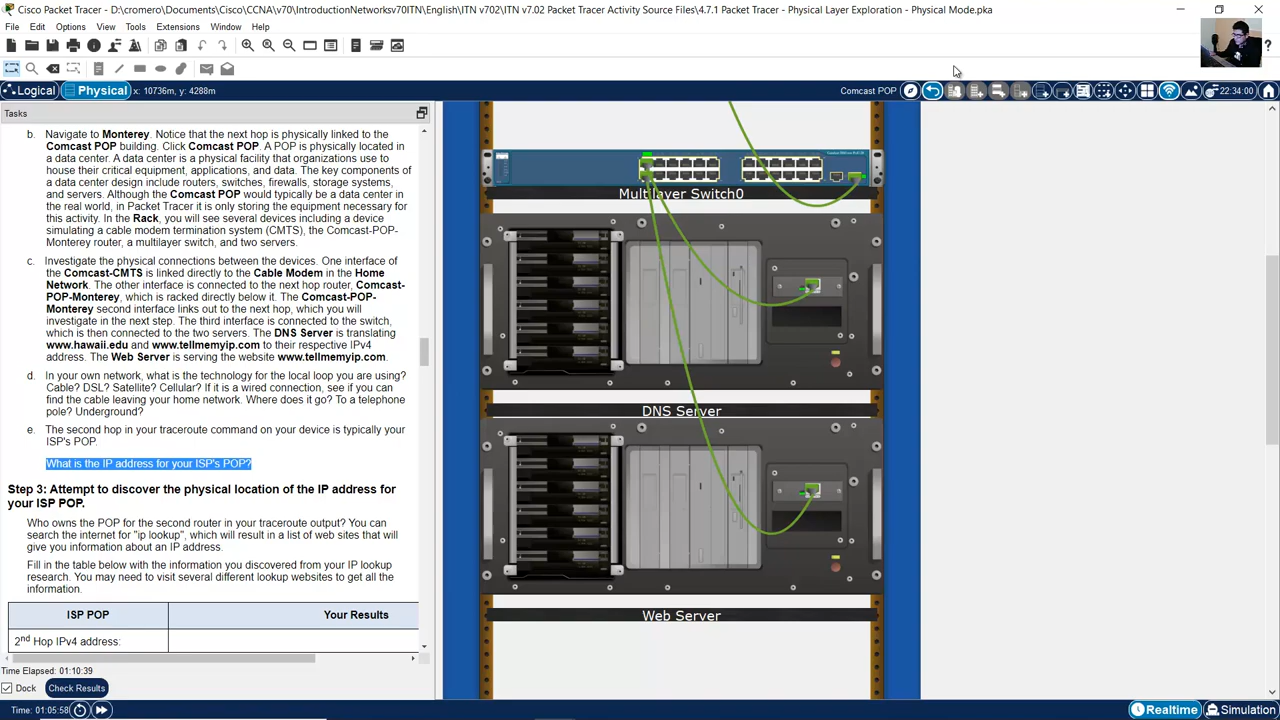 Cisco Packet Tracer - D:\cromero\Documents\Cisco\CCNA\v70\IntroductionNetworksv70ITN\English\ITN v702\ITN v7.02 Packet Tracer Activity Source Files\4.7.1 Packet Tracer - Physical Layer Exploration - Physical Mode.pka
File Edit Options View Tools Extensions Window Help
Logical Physical x: 10736m, y: 4288m Comcast POP 22:34:00
Tasks
b. Navigate to Monterey. Notice that the next hop is physically linked to the
Comcast POP building. Click Comcast POP. A POP is physically located in
a data center. A data center is a physical facility that organizations use to
house their critical equipment, applications, and data. The key components
of a data center design include routers, switches, firewalls, storage systems,
and servers. Although the Comcast POP would typically be a data center in
the real world, in Packet Tracer it is only storing the equipment necessary for
this activity. In the Rack, you will see several devices including a device
simulating a cable modem termination system (CMTS), the Comcast-POP-
Monterey router, a multilayer switch, and two servers.
c. Investigate the physical connections between the devices. One interface of
the Comcast-CMTS is linked directly to the Cable Modem in the Home
Network. The other interface is connected to the next hop router, Comcast-
POP-Monterey, which is racked directly below it. The Comcast-POP-
Monterey second interface links out to the next hop, which you will
investigate in the next step. The third interface is connected to the switch,
which is then connected to the two servers. The DNS Server is translating
www.hawaii.edu and www.tellmemyip.com to their respective IPv4
address. The Web Server is serving the website www.tellmemyip.com.
d. In your own network, what is the technology for the local loop you are using?
Cable? DSL? Satellite? Cellular? If it is a wired connection, see if you can
find the cable leaving your home network. Where does it go? To a telephone
pole? Underground?
e. The second hop in your traceroute command on your device is typically your
ISP's POP.
What is the IP address for your ISP's POP?
Step 3: Attempt to discover the physical location of the IP address for
your ISP POP.
Who owns the POP for the second router in your traceroute output? You can
search the internet for "ip lookup", which will result in a list of web sites that will
give you information about an IP address.
Fill in the table below with the information you discovered from your IP lookup
research. You may need to visit several different lookup websites to get all the
information.
ISP POP Your Results
2nd Hop IPv4 address:
Time Elapsed: 01:10:39
Dock Check Results
Multilayer Switch0
DNS Server
Web Server
Time: 01:05:58 Realtime Simulation